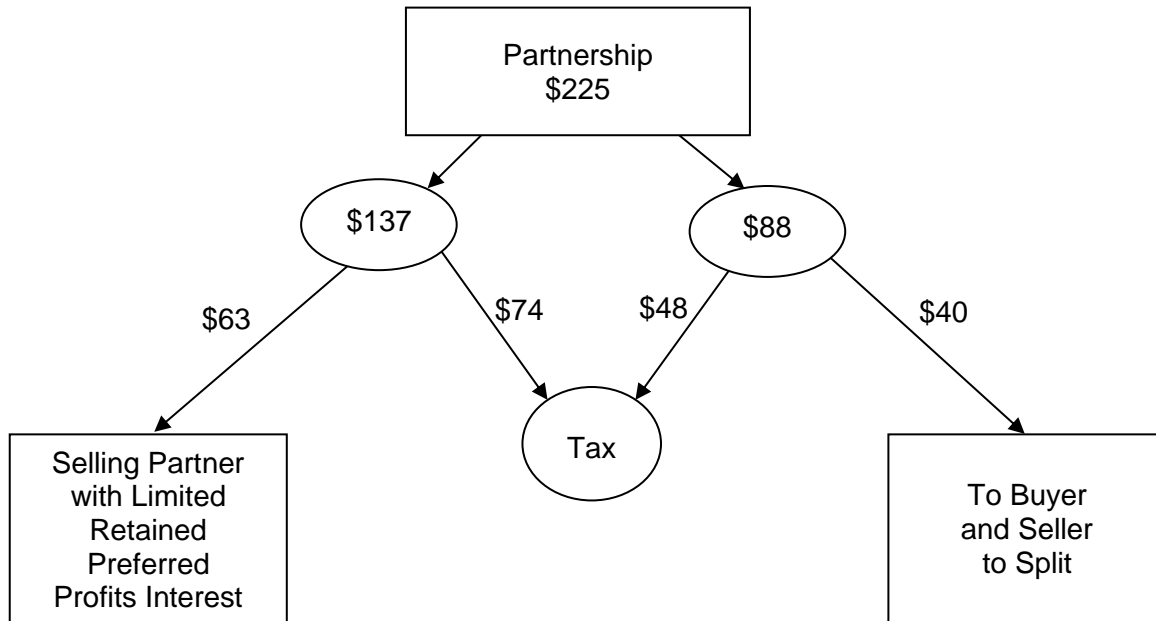 Partnership
$225
$137
$88
$63
$74
$48
$40
Selling Partner
with Limited
Retained
Preferred
Profits Interest
Tax
To Buyer
and Seller
to Split